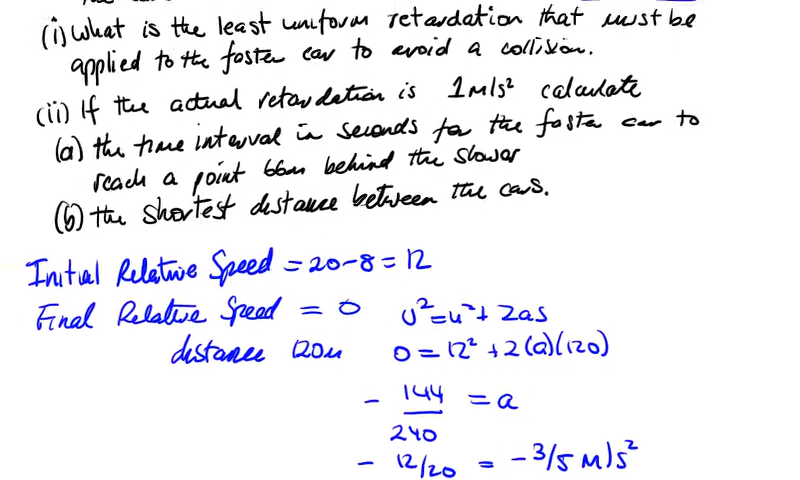 (i) What is the least uniform retardation that must be
applied to the faster car to avoid a collision.
(ii) If the actual retardation is 1m/s² calculate
(a) the time interval in seconds for the faster car to
reach a point 66m behind the slower
(b) the shortest distance between the cars.
Initial Relative Speed = 20-8 = 12
Final Relative Speed = 0 v²=u²+2as
distance 120m 0 = 12² + 2(a)(120)
- 144/240 = a
- 12/20 = -3/5 m/s²